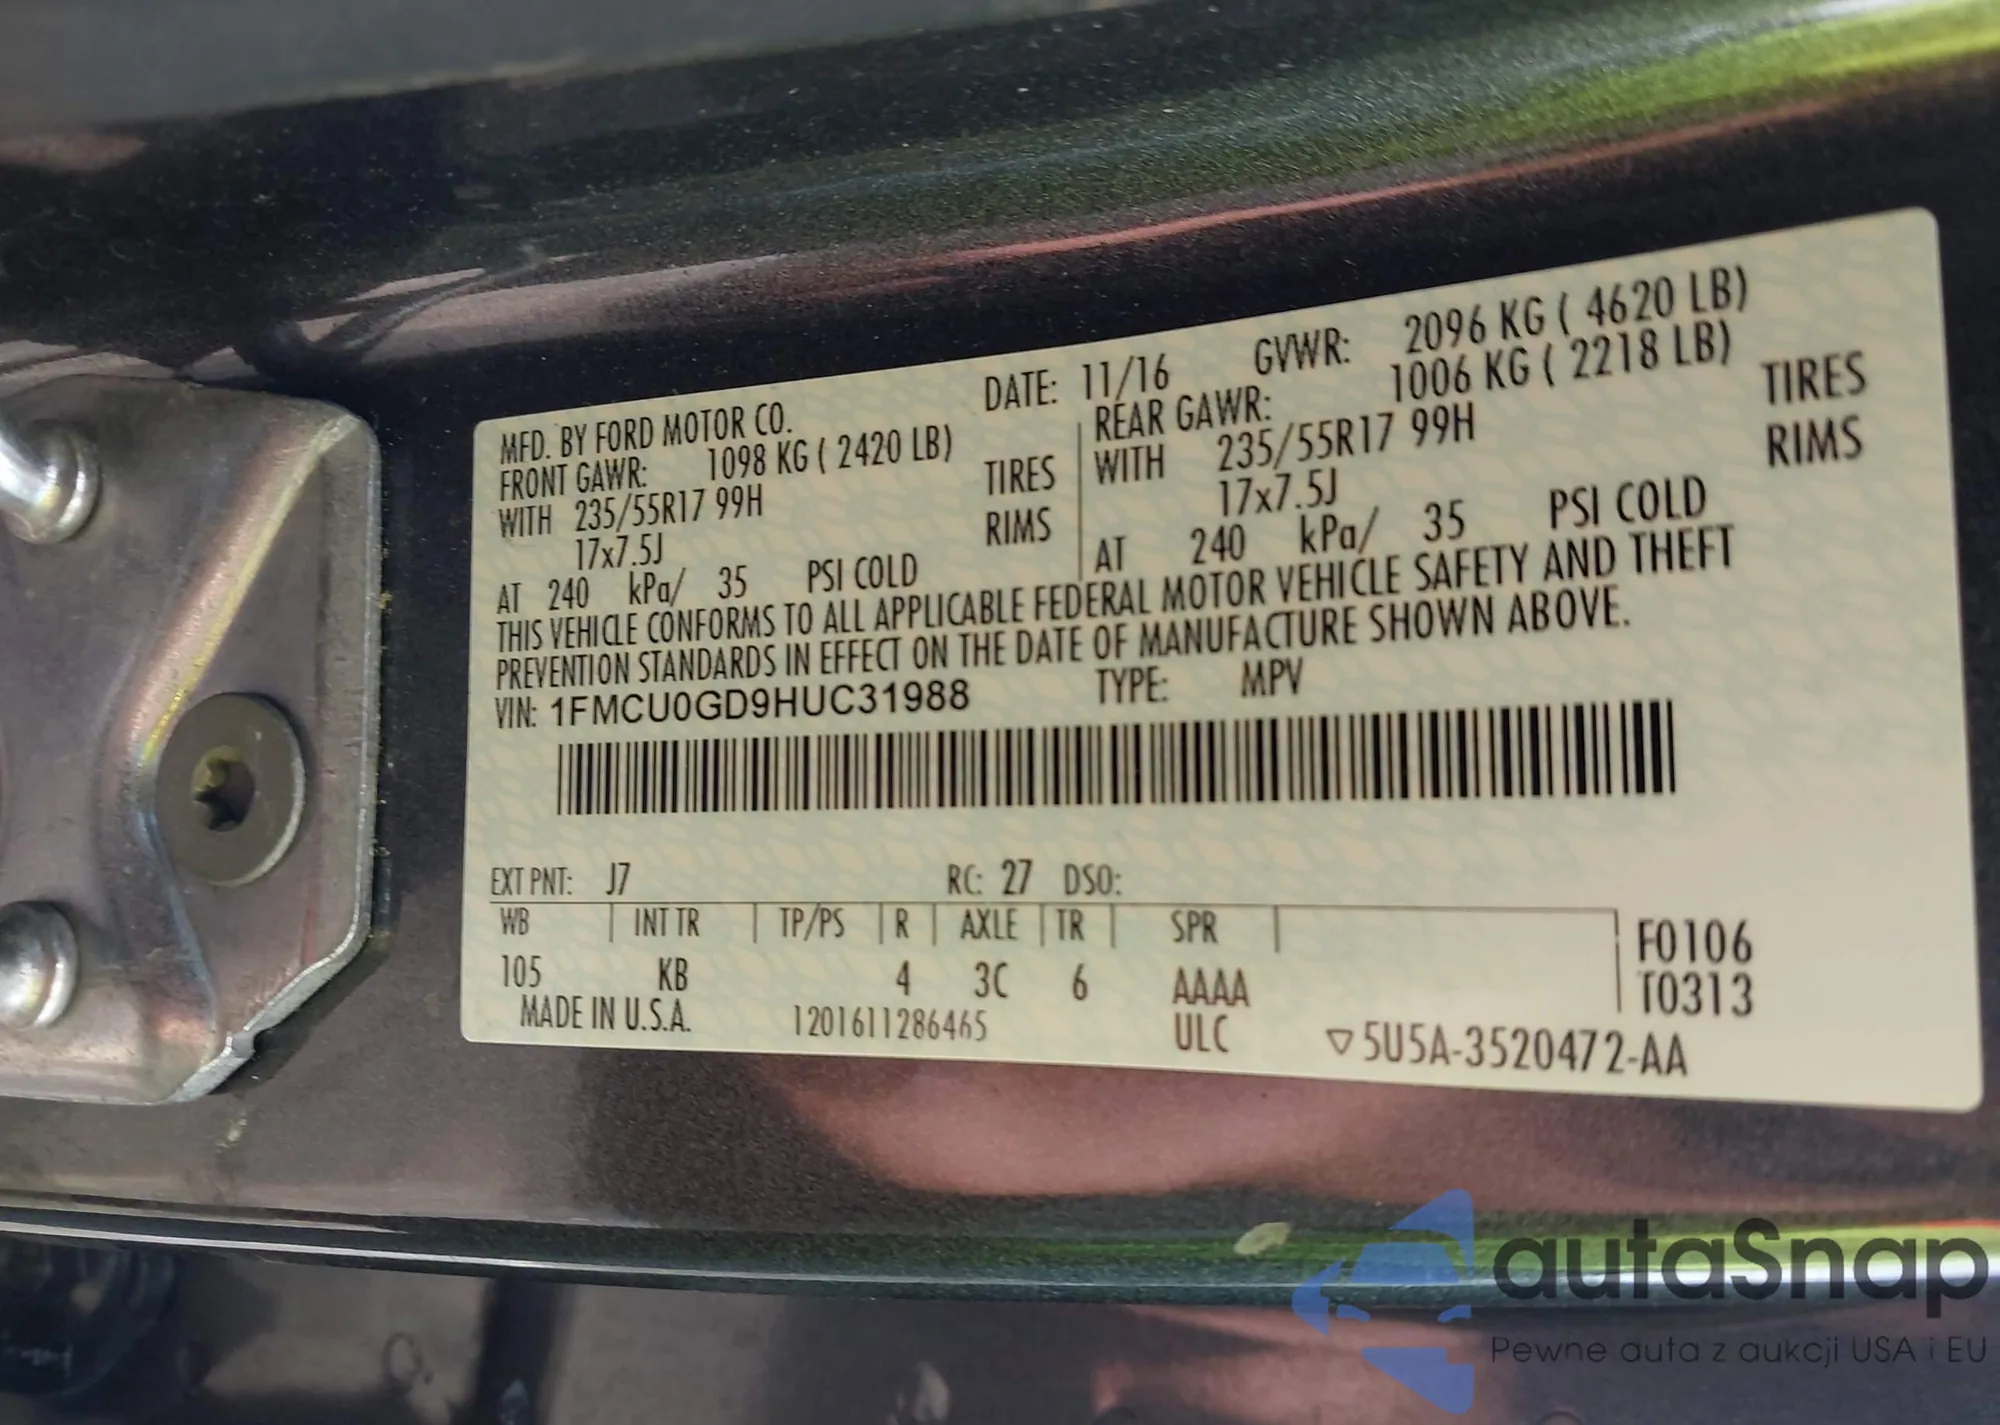 MFD. BY FORD MOTOR CO. DATE: 11/16 GVWR: 2096 KG ( 4620 LB)
FRONT GAWR: 1098 KG ( 2420 LB) REAR GAWR: 1006 KG ( 2218 LB)
WITH 235/55R17 99H TIRES WITH 235/55R17 99H TIRES
17x7.5J RIMS 17x7.5J RIMS
AT 240 kPa/ 35 PSI COLD AT 240 kPa/ 35 PSI COLD
THIS VEHICLE CONFORMS TO ALL APPLICABLE FEDERAL MOTOR VEHICLE SAFETY AND THEFT
PREVENTION STANDARDS IN EFFECT ON THE DATE OF MANUFACTURE SHOWN ABOVE.
VIN: 1FMCU0GD9HUC31988 TYPE: MPV
EXT PNT: J7 RC: 27 DSO:
WB INT TR TP/PS R AXLE TR SPR F0106
105 KB 4 3C 6 AAAA T0313
MADE IN U.S.A. 1201611286465 ULC ▽5U5A-3520472-AA
autaSnap
Pewne auta z aukcji USA i EU